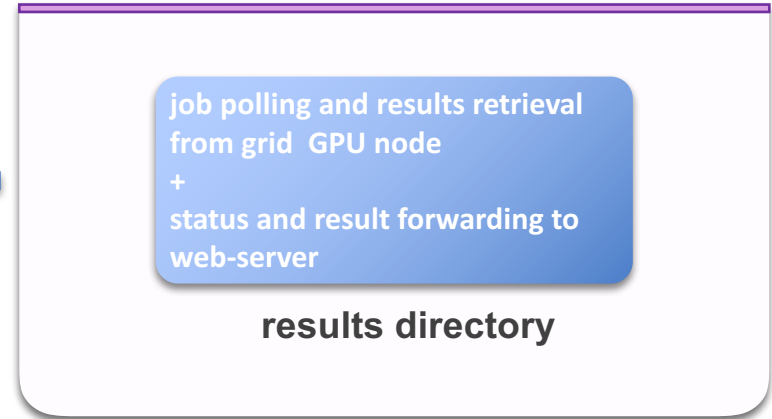 job polling and results retrieval
from grid  GPU node
+
status and result forwarding to
web-server
results directory